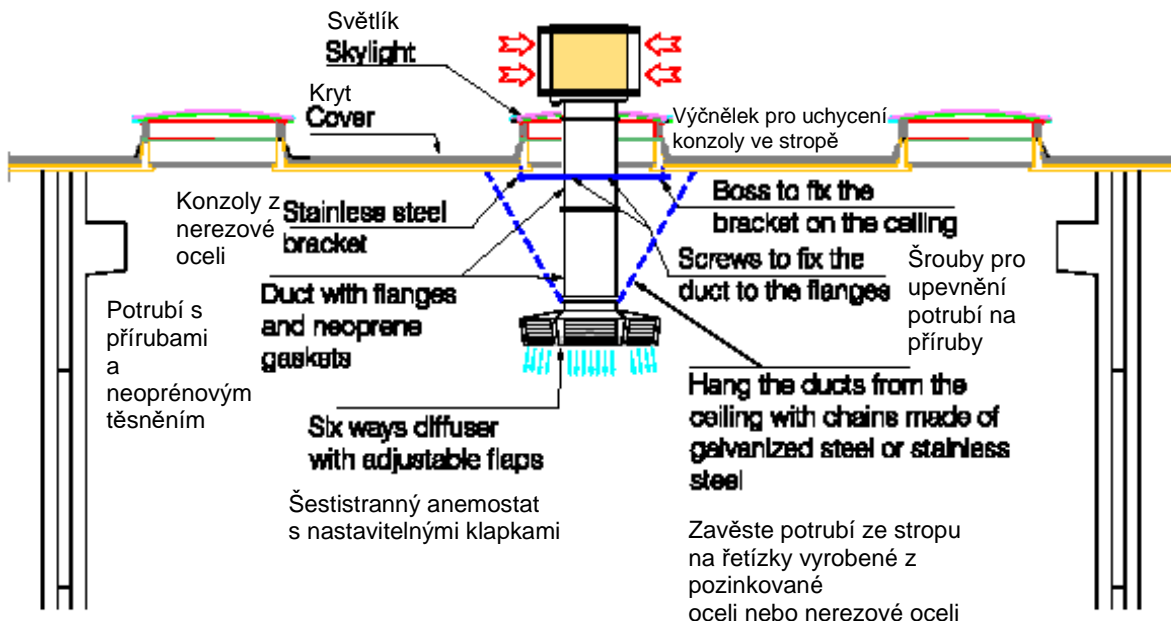 Světlík
Skylight
Kryt
Cover
Výčnělek pro uchycení
konzoly ve stropě
Konzoly z
nerezové
oceli
Stainless steel
bracket
Boss to fix the
bracket on the ceiling
Screws to fix the
duct to the flanges
Šrouby pro
upevnění
potrubí na
příruby
Potrubí s
přírubami
a
neoprénovým
těsněním
Duct with flanges
and neoprene
gaskets
Six ways diffuser
with adjustable flaps
Šestistranný anemostat
s nastavitelnými klapkami
Hang the ducts from the
ceiling with chains made of
galvanized steel or stainless
steel
Zavěste potrubí ze stropu
na řetízky vyrobené z
pozinkované
oceli nebo nerezové oceli